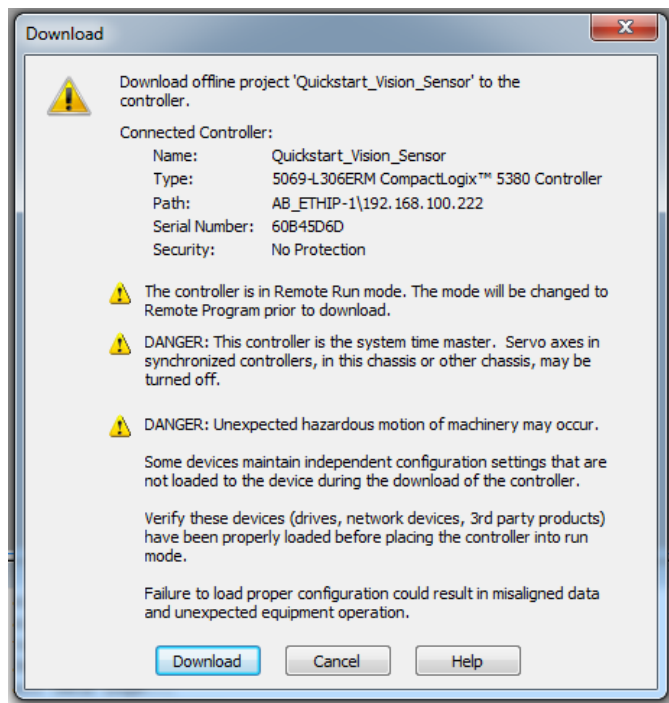 Download
Download offline project 'Quickstart_Vision_Sensor' to the
controller.
Connected Controller:
Name: Quickstart_Vision_Sensor
Type: 5069-L306ERM CompactLogix™ 5380 Controller
Path: AB_ETHIP-1\192.168.100.222
Serial Number: 60B45D6D
Security: No Protection
The controller is in Remote Run mode. The mode will be changed to
Remote Program prior to download.
DANGER: This controller is the system time master. Servo axes in
synchronized controllers, in this chassis or other chassis, may be
turned off.
DANGER: Unexpected hazardous motion of machinery may occur.
Some devices maintain independent configuration settings that are
not loaded to the device during the download of the controller.
Verify these devices (drives, network devices, 3rd party products)
have been properly loaded before placing the controller into run
mode.
Failure to load proper configuration could result in misaligned data
and unexpected equipment operation.
Download Cancel Help